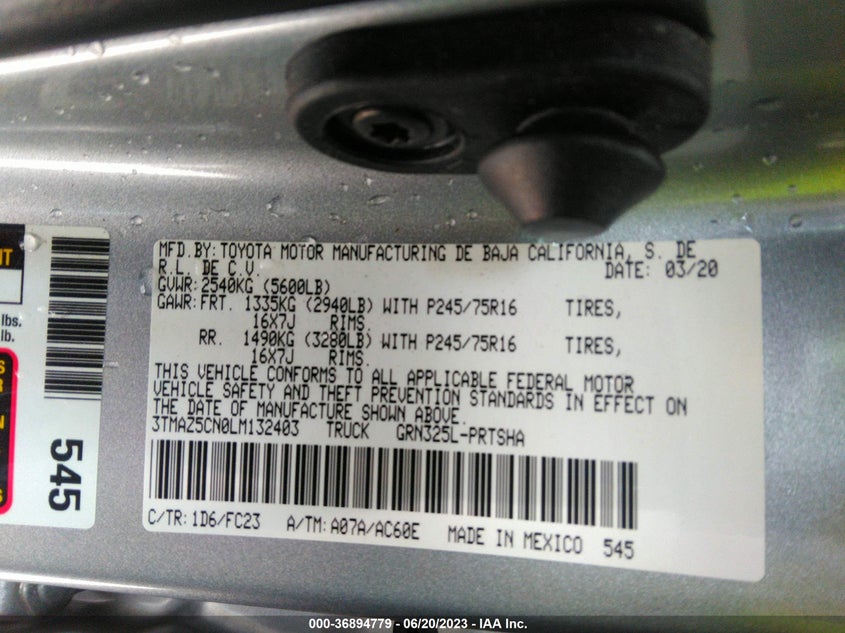 MFD.BY: TOYOTA MOTOR MANUFACTURING DE BAJA CALIFORNIA, S. DE
R.L. DE C.V. DATE: 03/20
GVWR: 2540KG (5600LB)
GAWR: FRT. 1335KG (2940LB) WITH P245/75R16 TIRES,
16X7J RIMS.
RR. 1490KG (3280LB) WITH P245/75R16 TIRES,
16X7J RIMS.
THIS VEHICLE CONFORMS TO ALL APPLICABLE FEDERAL MOTOR
VEHICLE SAFETY AND THEFT PREVENTION STANDARDS IN EFFECT ON
THE DATE OF MANUFACTURE SHOWN ABOVE.
3TMAZ5CN0LM132403 TRUCK GRN325L-PRTSHA
C/TR: 1D6/FC23 A/TM: A07A/AC60E MADE IN MEXICO 545
lbs.
lb.
545
000-36894779 - 06/20/2023 - IAA Inc.